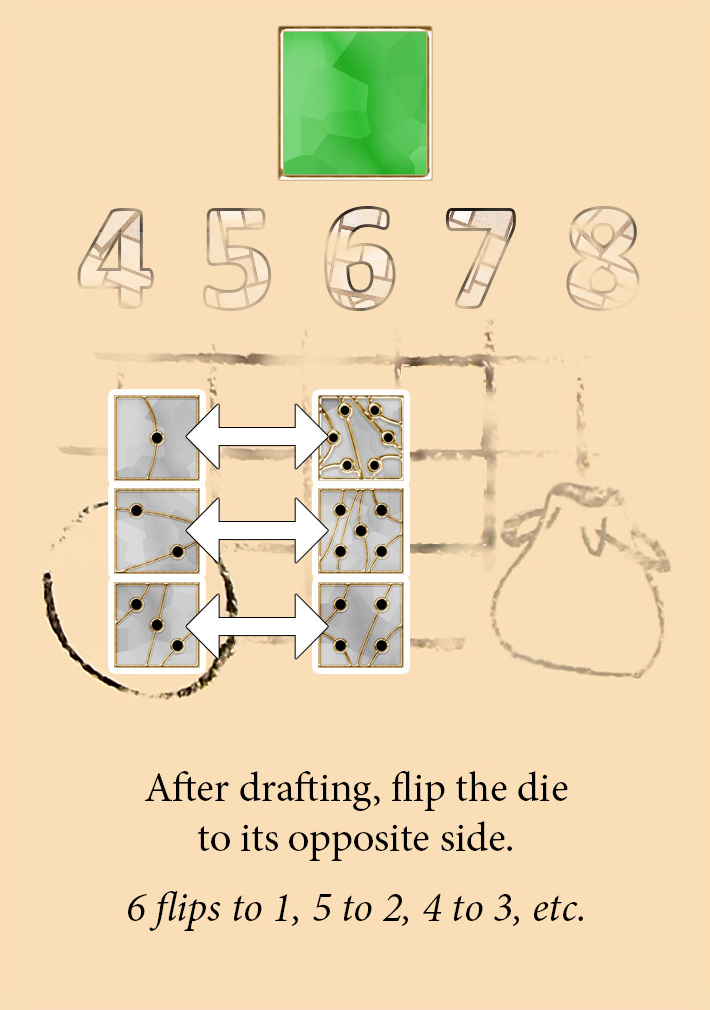 4 5 6 7 8
After drafting, flip the die
to its opposite side.
6 flips to 1, 5 to 2, 4 to 3, etc.